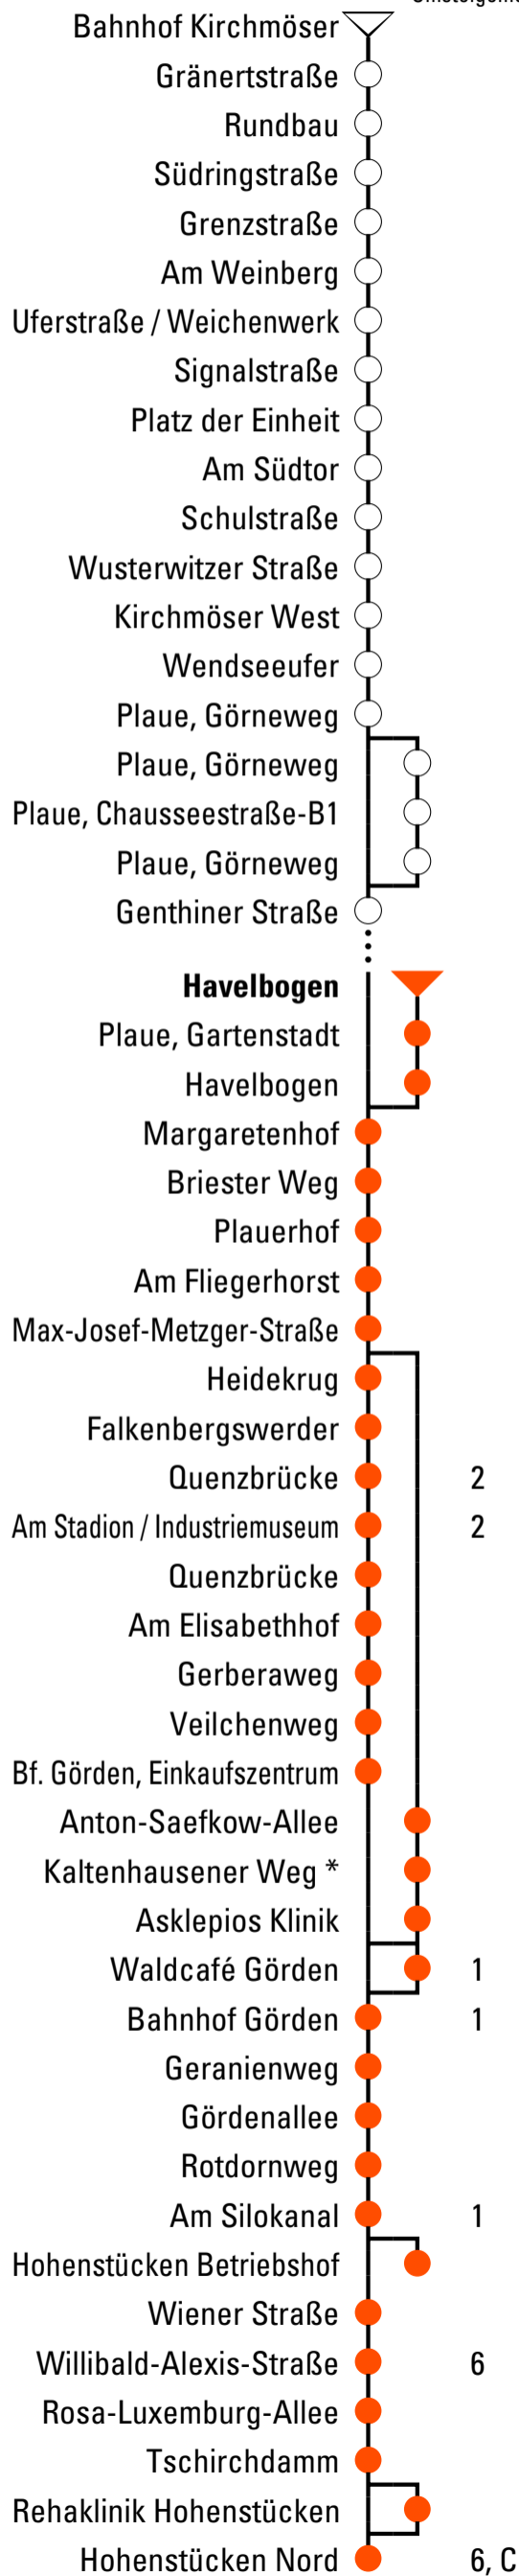 Bahnhof Kirchmöser
Gränertstraße
Rundbau
Südringstraße
Grenzstraße
Am Weinberg
Uferstraße / Weichenwerk
Signalstraße
Platz der Einheit
Am Südtor
Schulstraße
Wusterwitzer Straße
Kirchmöser West
Wendseeufer
Plaue, Görneweg
Plaue, Görneweg
Plaue, Chausseestraße-B1
Plaue, Görneweg
Genthiner Straße
Havelbogen
Plaue, Gartenstadt
Havelbogen
Margaretenhof
Briester Weg
Plauerhof
Am Fliegerhorst
Max-Josef-Metzger-Straße
Heidekrug
Falkenbergswerder
Quenzbrücke 2
Am Stadion / Industriemuseum 2
Quenzbrücke
Am Elisabethhof
Gerberaweg
Veilchenweg
Bf. Görden, Einkaufszentrum
Anton-Saefkow-Allee
Kaltenhausener Weg *
Asklepios Klinik
Waldcafé Görden 1
Bahnhof Görden 1
Geranienweg
Gördenallee
Rotdornweg
Am Silokanal 1
Hohenstücken Betriebshof
Wiener Straße
Willibald-Alexis-Straße 6
Rosa-Luxemburg-Allee
Tschirchdamm
Rehaklinik Hohenstücken
Hohenstücken Nord 6, C